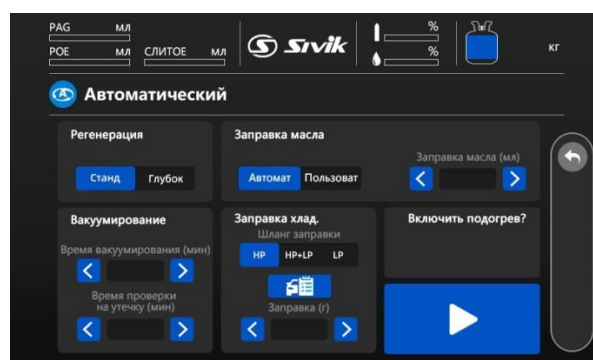 PAG мл
POE мл СЛИТОЕ мл
Sivik
%
%
кг
Автоматический
Регенерация
Станд Глубок
Заправка масла
Автомат Пользоват
Заправка масла (мл)
Вакуумирование
Время вакуумирования (мин)
Время проверки
на утечку (мин)
Заправка хлад.
Шланг заправки
HP HP+LP LP
Заправка (г)
Включить подогрев?